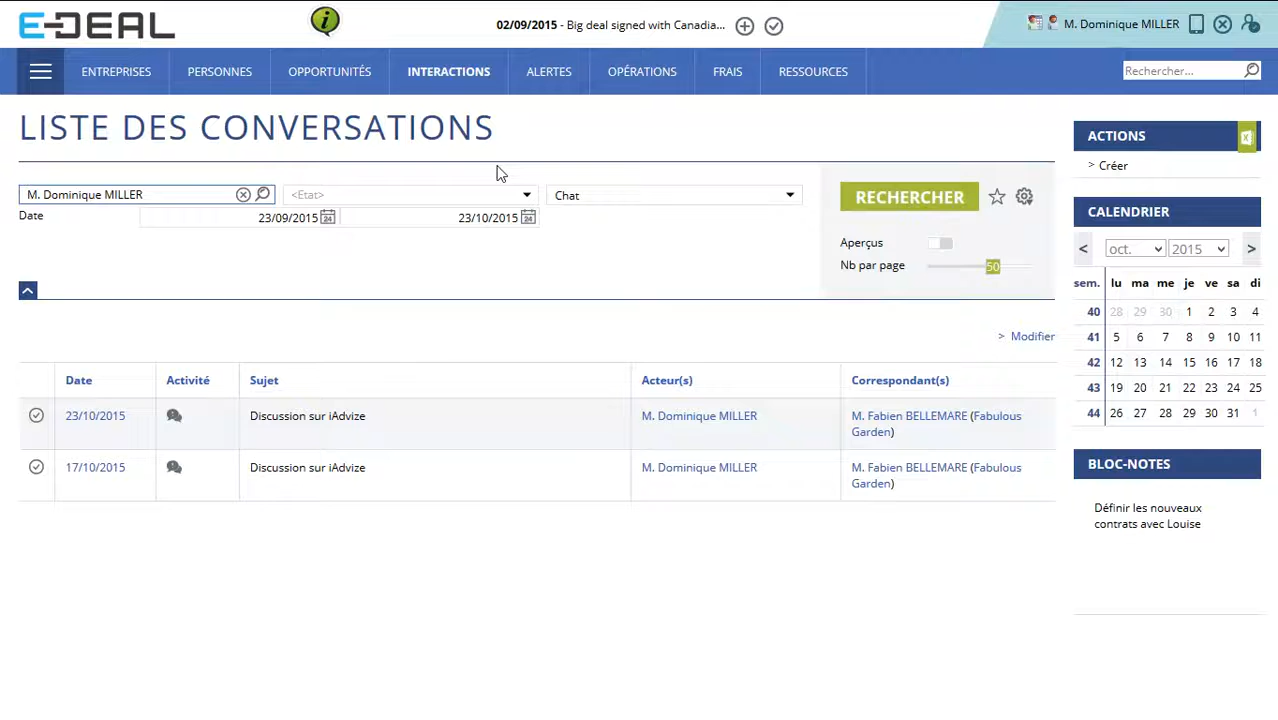 E-DEAL
02/09/2015 - Big deal signed with Canadia...
M. Dominique MILLER
ENTREPRISES PERSONNES OPPORTUNITÉS INTERACTIONS ALERTES OPÉRATIONS FRAIS RESSOURCES Rechercher...
LISTE DES CONVERSATIONS
M. Dominique MILLER <Etat> Chat
Date 23/09/2015 24 23/10/2015 24
RECHERCHER
Aperçus
Nb par page 50
> Modifier
Date Activité Sujet Acteur(s) Correspondant(s)
23/10/2015 Discussion sur iAdvize M. Dominique MILLER M. Fabien BELLEMARE (Fabulous
Garden)
17/10/2015 Discussion sur iAdvize M. Dominique MILLER M. Fabien BELLEMARE (Fabulous
Garden)
ACTIONS
> Créer
CALENDRIER
< oct. 2015 >
sem. lu ma me je ve sa di
40 28 29 30 1 2 3 4
41 5 6 7 8 9 10 11
42 12 13 14 15 16 17 18
43 19 20 21 22 23 24 25
44 26 27 28 29 30 31 1
BLOC-NOTES
Définir les nouveaux
contrats avec Louise